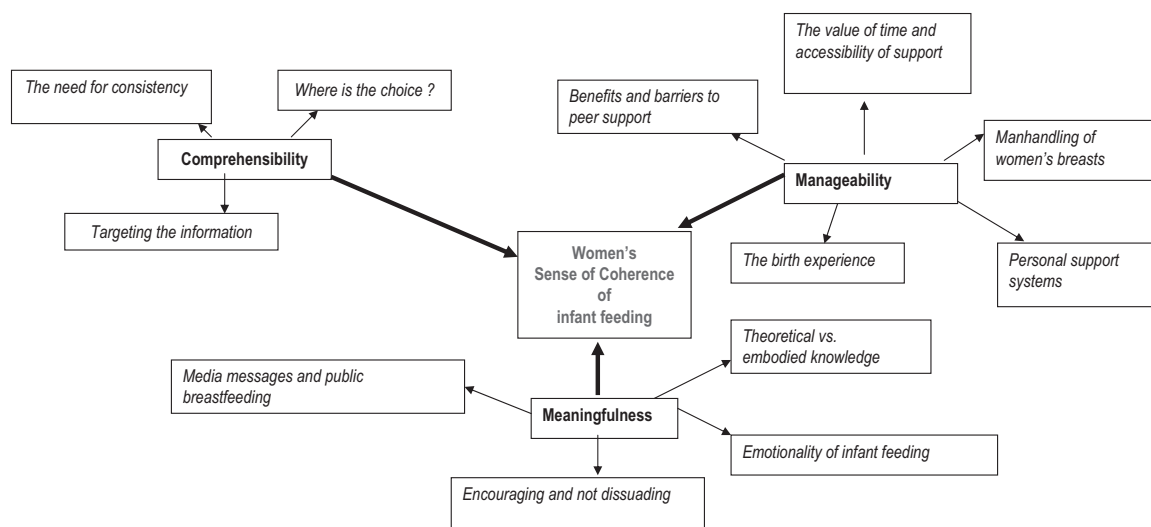 The value of time and
accessibility of support
The need for consistency
Where is the choice ?
Benefits and barriers to
peer support
Manhandling of
women's breasts
Comprehensibility
Manageability
Targeting the information
Women's
Sense of Coherence
of
infant feeding
The birth experience
Personal support
systems
Theoretical vs.
embodied knowledge
Media messages and public
breastfeeding
Meaningfulness
Emotionality of infant feeding
Encouraging and not dissuading